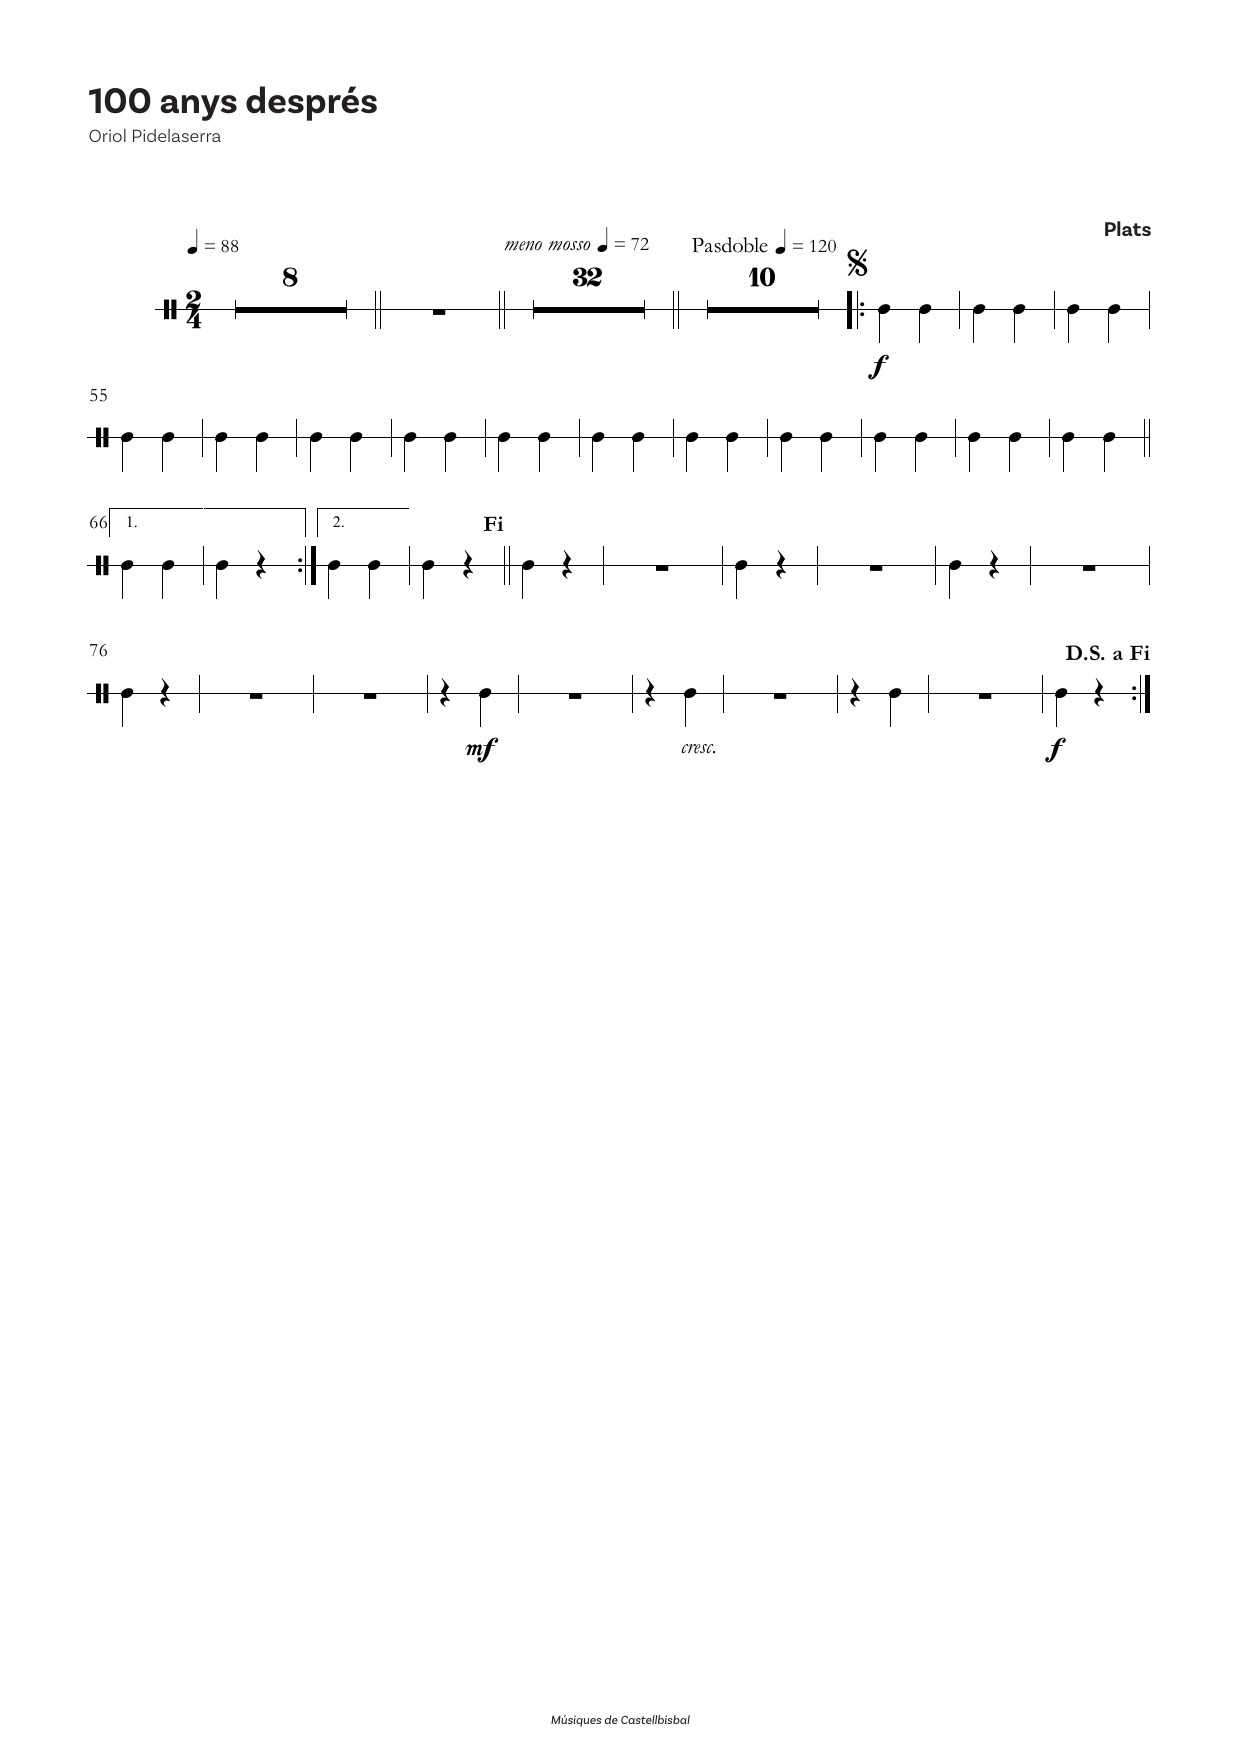 100 anys després
Oriol Pidelaserra
Plats
= 88
meno mosso = 72
Pasdoble = 120
8
32
10
2
4
f
55
66
1.
2.
Fi
76
D.S. a Fi
mf
cresc.
f
Músiques de Castellbisbal